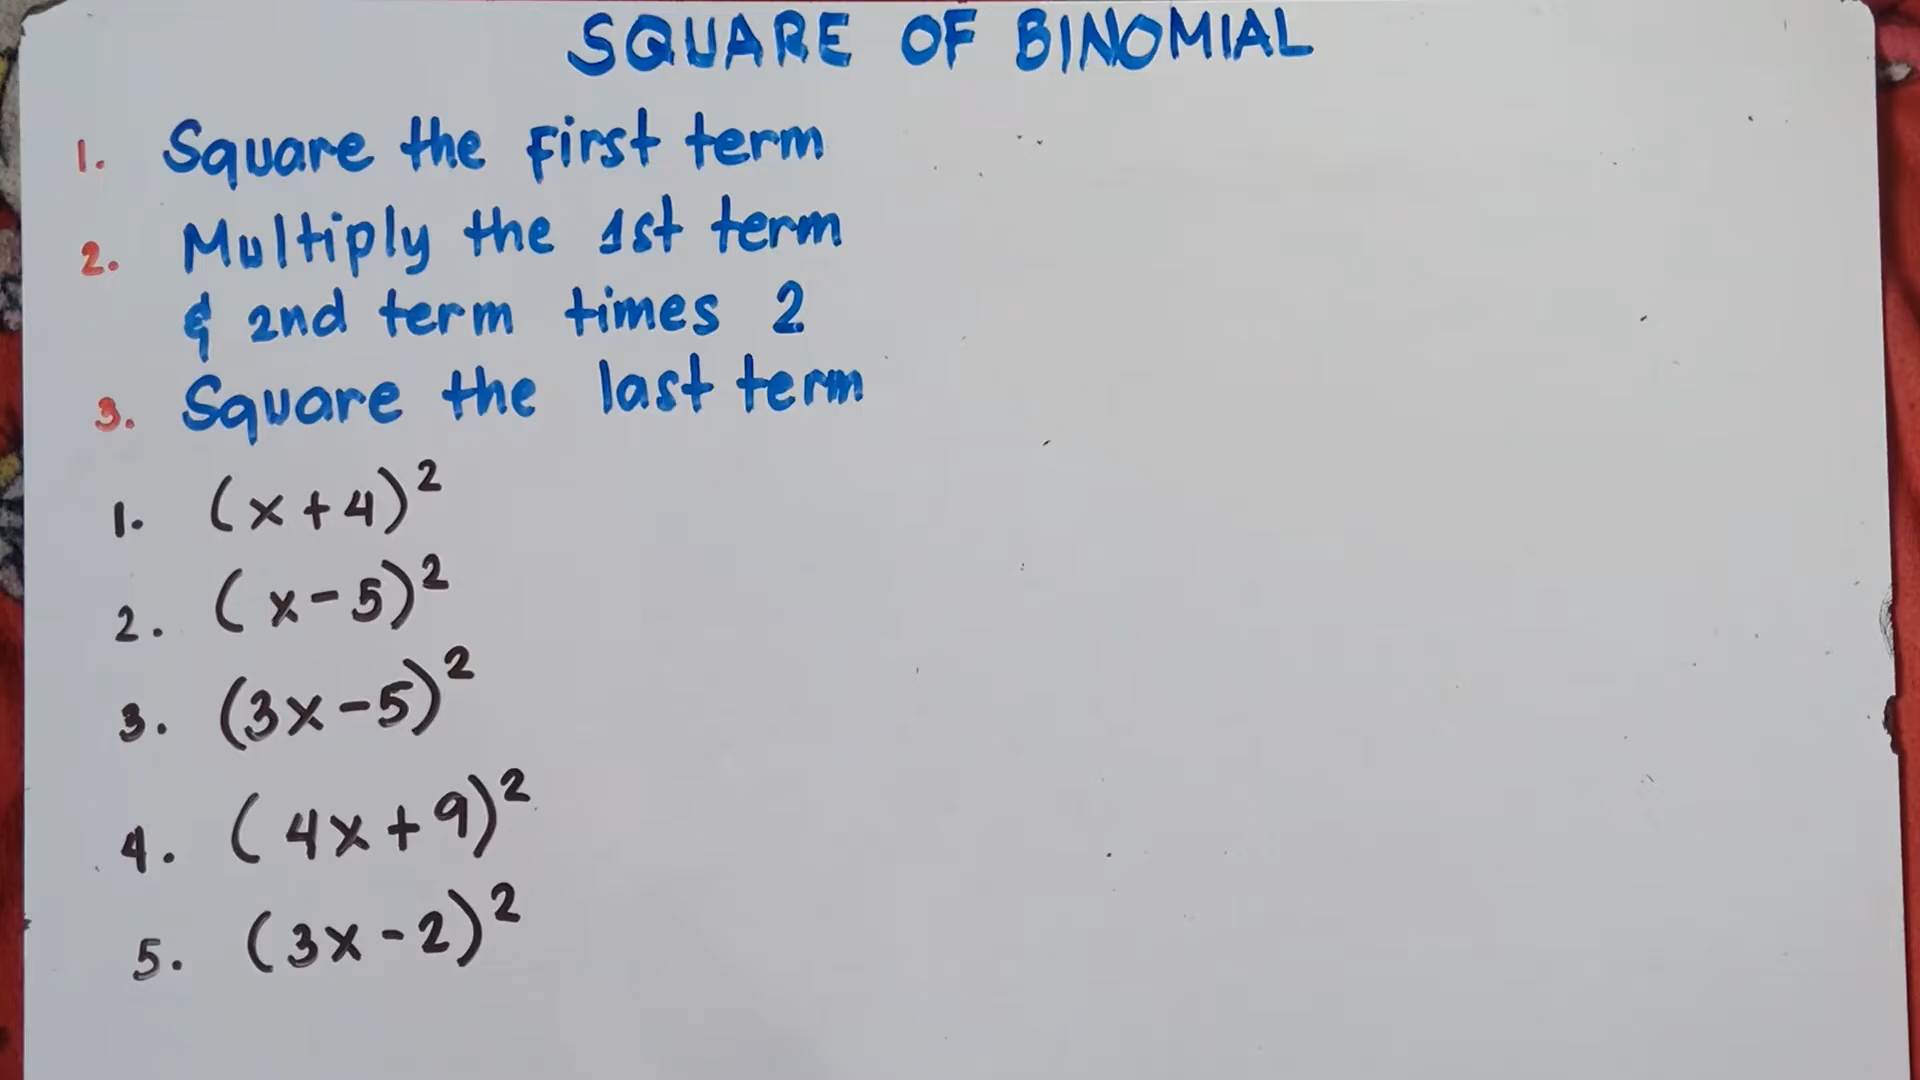 SQUARE OF BINOMIAL
1. Square the First term
2. Multiply the 1st term
& 2nd term times 2
3. Square the last term
1. (x+4)²
2. (x-5)²
3. (3x-5)²
4. (4x+9)²
5. (3x-2)²